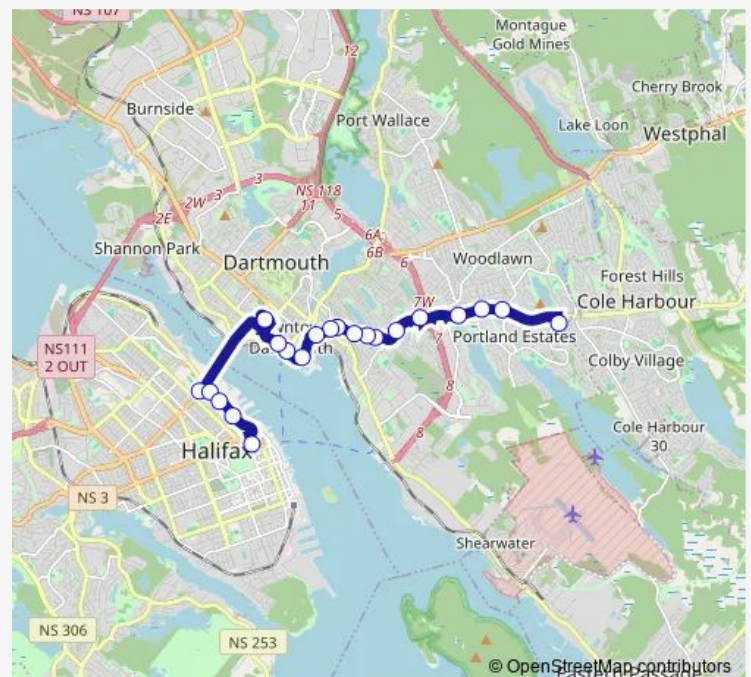 NS 107
Montague
Gold Mines
12
Cherry Brook
Burnside
Port Wallace
Lake Loon
Westphal
3
3
NS 118
11
2W
5
2E
6A;
6B
6
Shannon Park
Dartmouth
Woodlawn
Forest Hills
7W
Cole Harbour
NS111
2 OUT
7
Portland Estates
Colby Village
8
Cole Harbour
30
8
Halifax
NS 3
Shearwater
NS 306
NS 253
© OpenStreetMap contributors
Eastern Passage